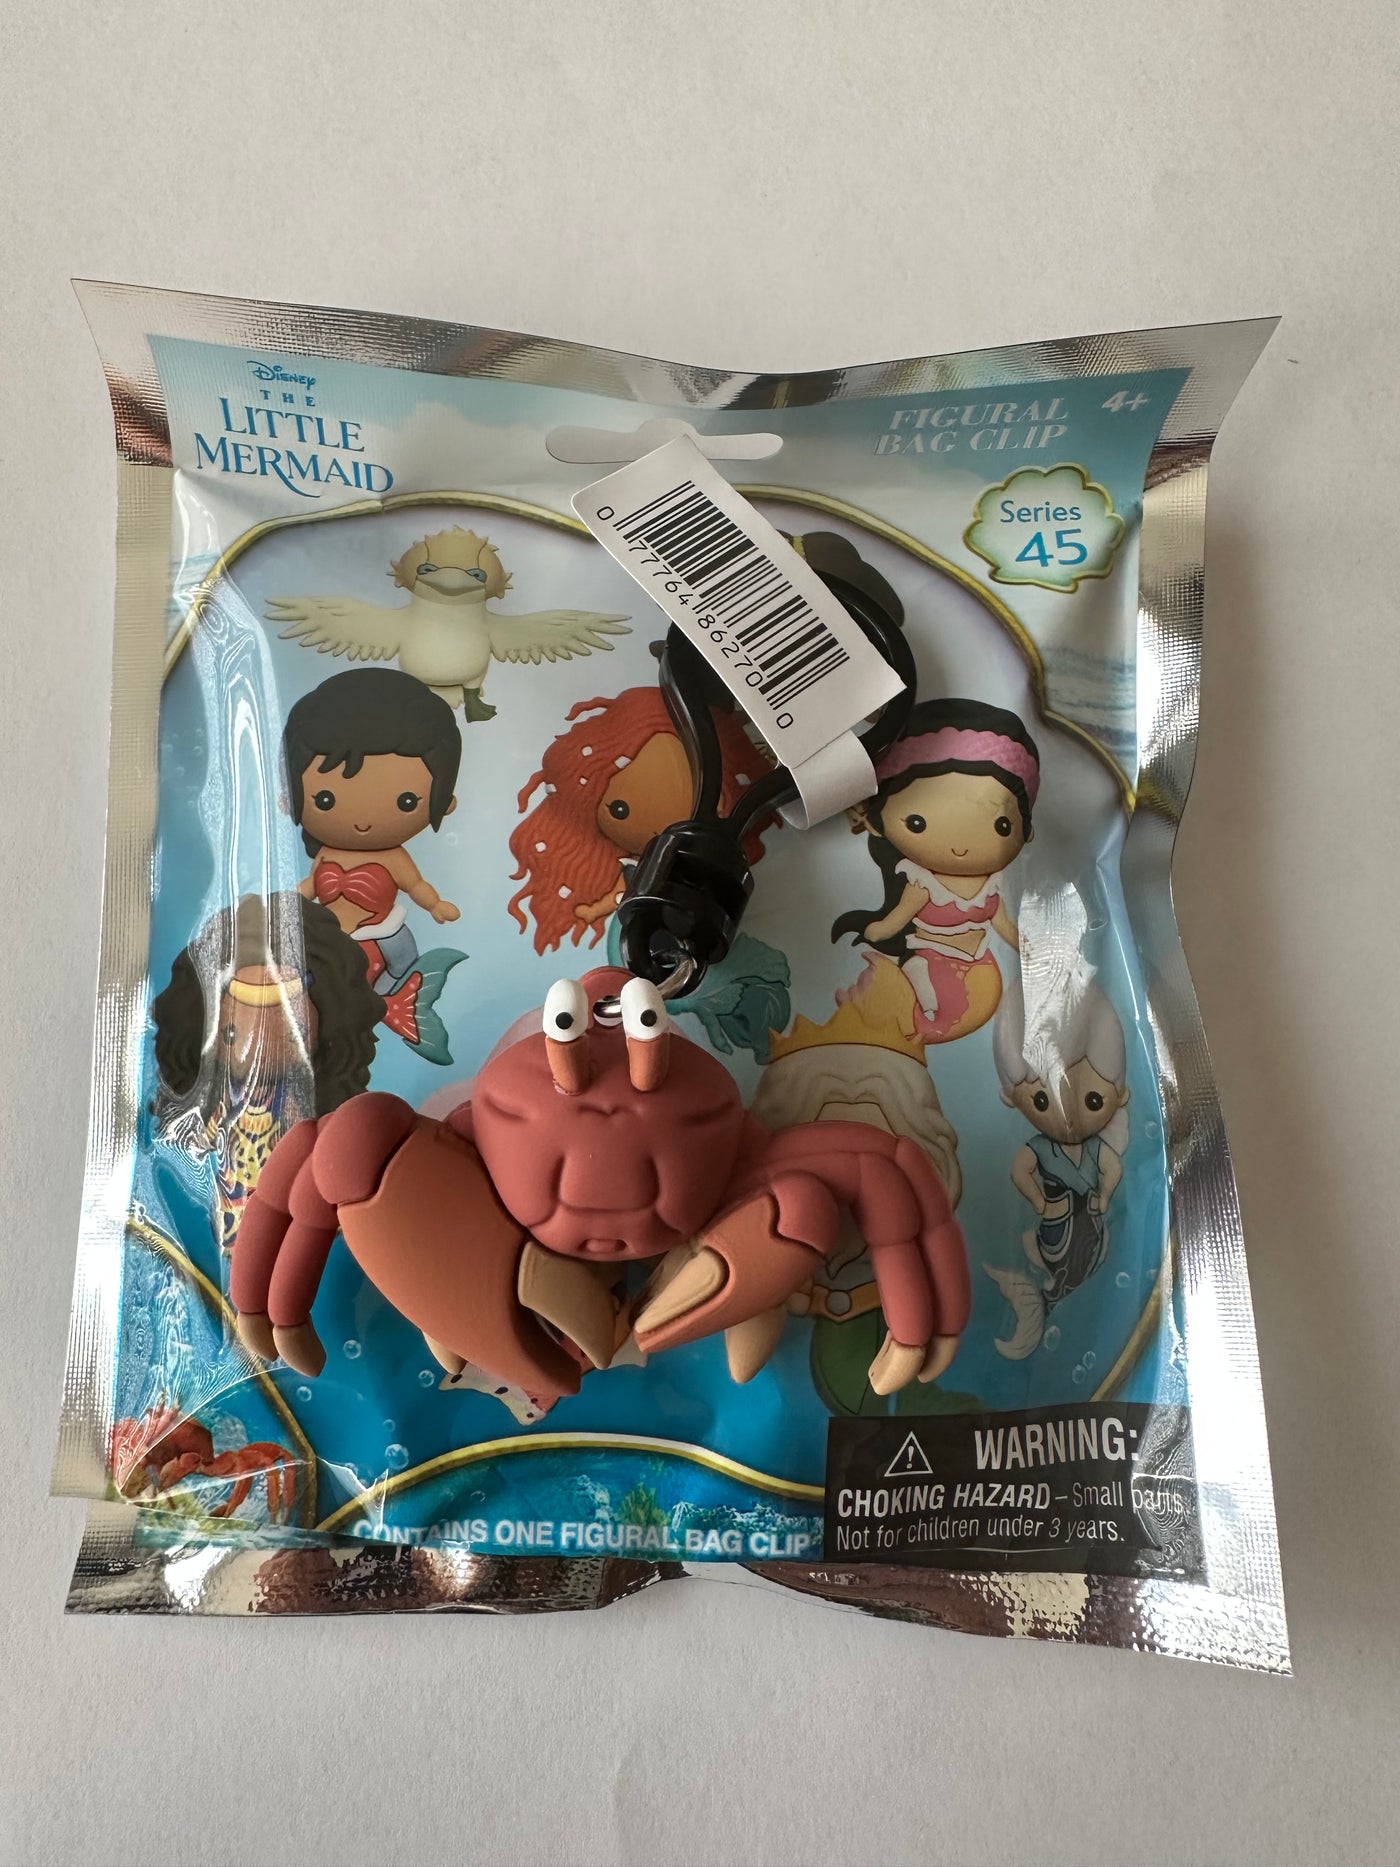 Disney
THE
LITTLE
MERMAID
FIGURAL
BAG CLIP
4+
Series
45
0 77764 86270 0
WARNING:
CHOKING HAZARD – Small parts.
Not for children under 3 years.
CONTAINS ONE FIGURAL BAG CLIP